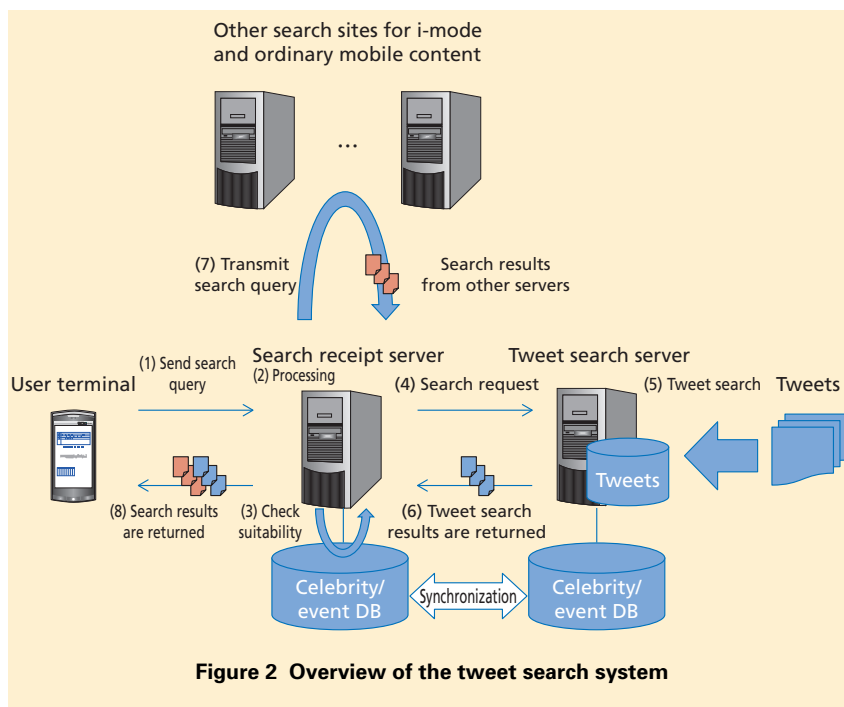 Other search sites for i-mode
and ordinary mobile content
...
(7) Transmit
search query
Search results
from other servers
Search receipt server
Tweet search server
User terminal
(1) Send search
query
(2) Processing
(4) Search request
(5) Tweet search
Tweets
Tweets
(8) Search results
are returned
(3) Check
suitability
(6) Tweet search
results are returned
Celebrity/
event DB
Synchronization
Celebrity/
event DB
Figure 2 Overview of the tweet search system